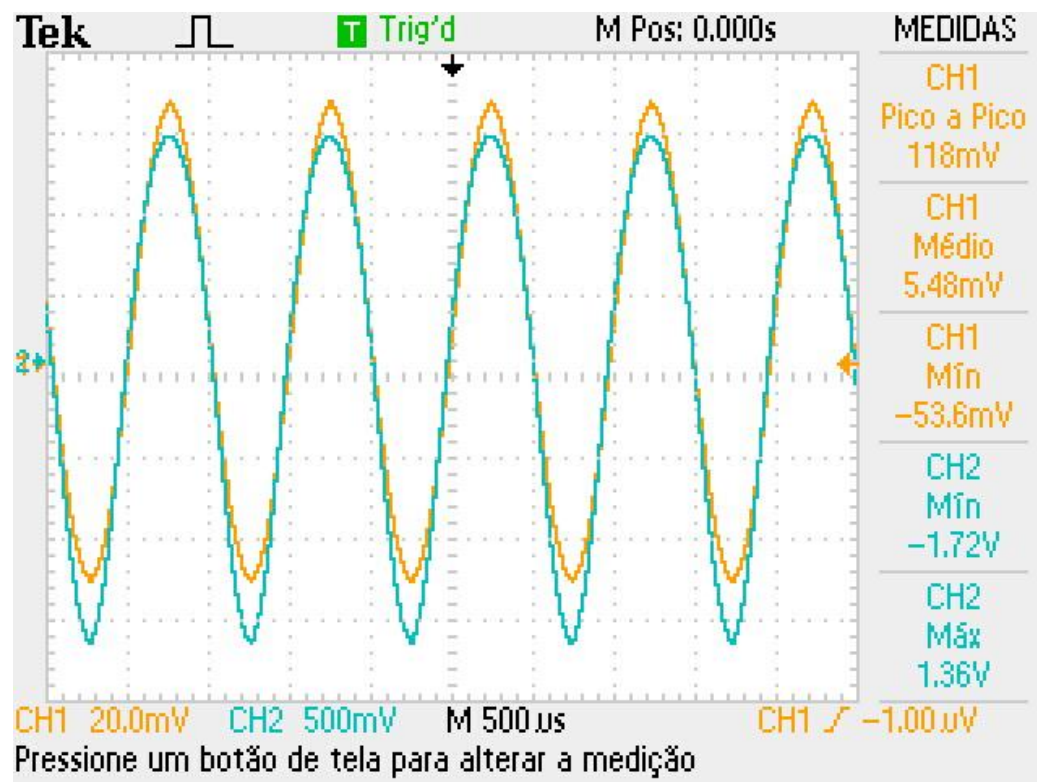 Tek T Trig'd M Pos: 0.000s MEDIDAS
CH1
Pico a Pico
118mV
CH1
Médio
5.48mV
2
CH1
Mín
-53.6mV
CH2
Mín
-1.72V
CH2
Máx
1.36V
CH1 20.0mV CH2 500mV M 500us CH1 -1.00uV
Pressione um botão de tela para alterar a medição